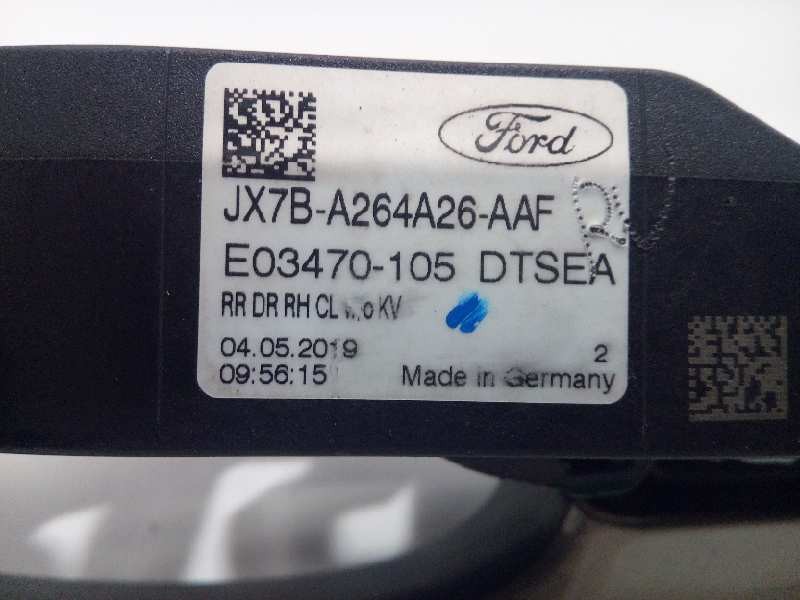 Ford
JX7B-A264A26-AAF
E03470-105 DTSEA
RR DR RH CL KV
04.05.2019 2
09:56:15 Made in Germany